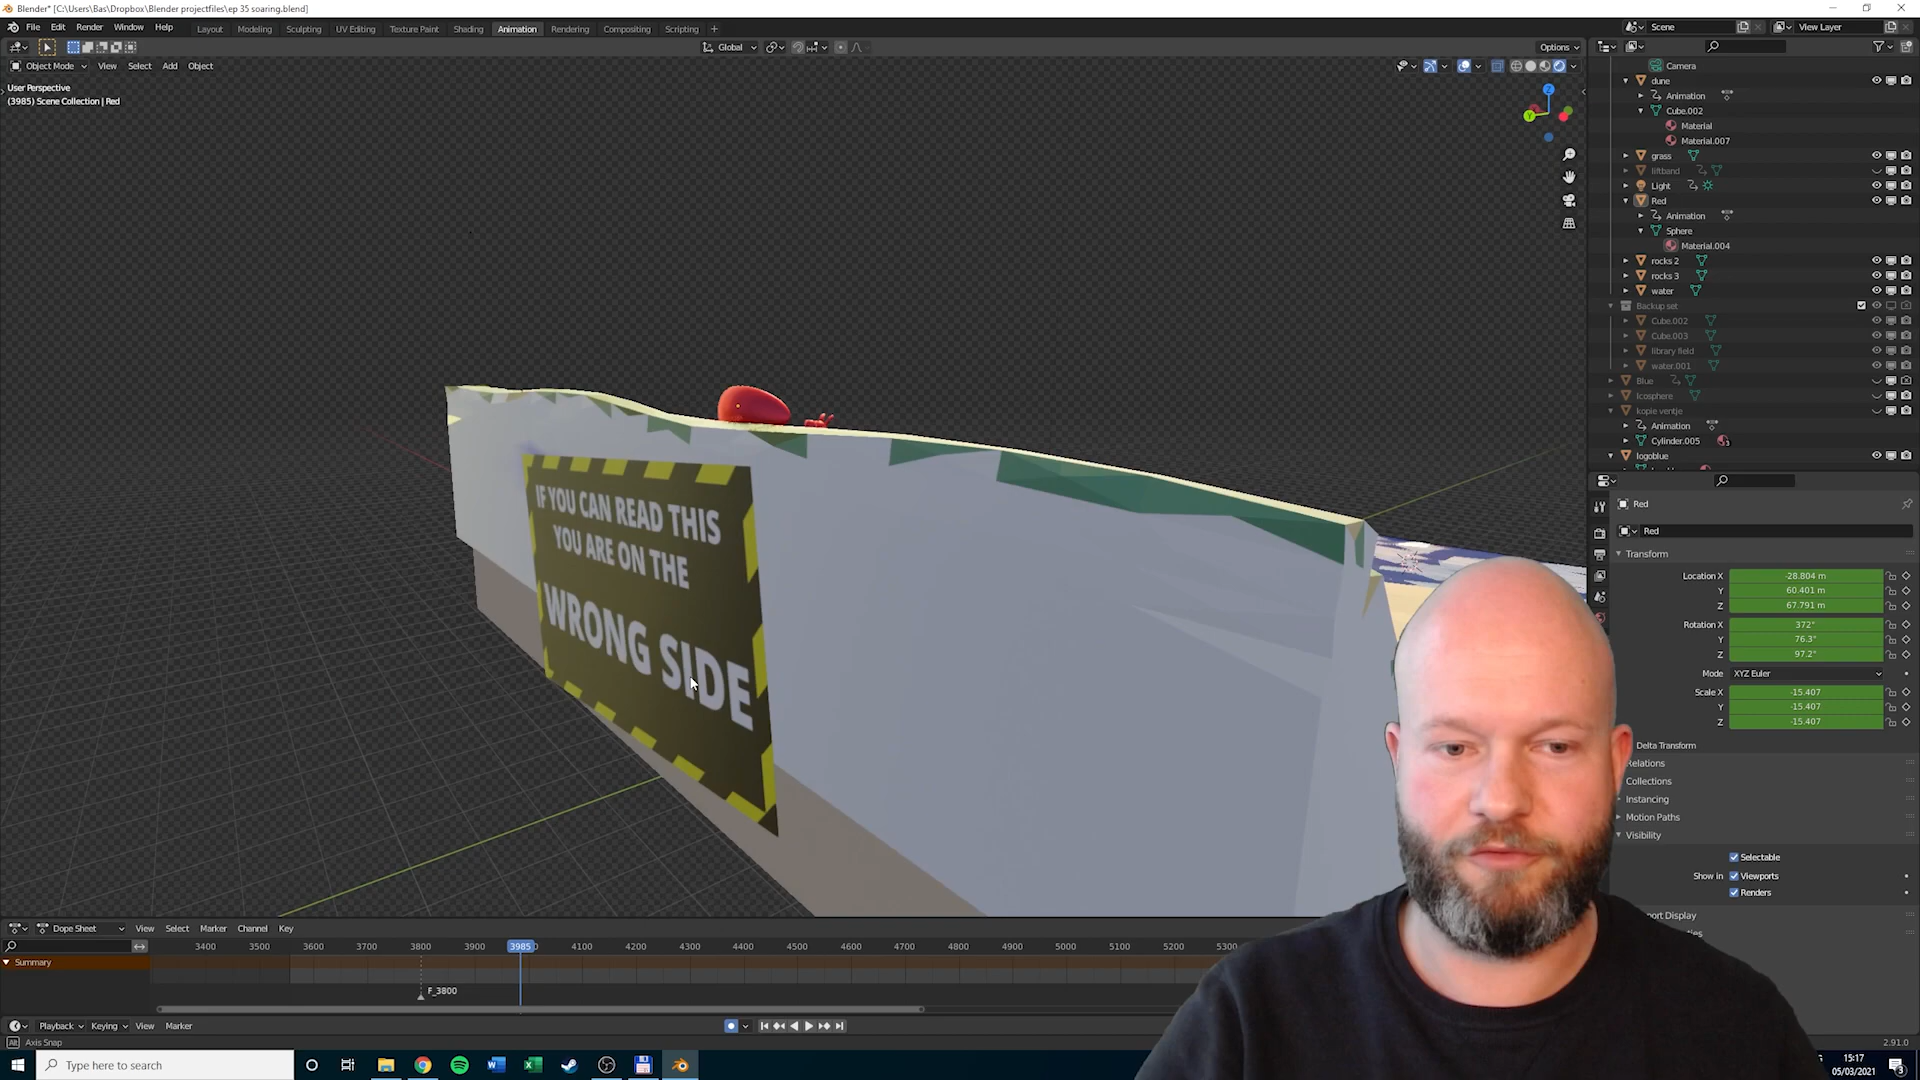 Blender* [C:\Users\Bas\Dropbox\Blender projectfiles\ep 35 soaring.blend]
File Edit Render Window Help
Layout Modeling Sculpting UV Editing Texture Paint Shading Animation Rendering Compositing Scripting +
Scene View Layer
Global
Options
Object Mode View Select Add Object
User Perspective
(3985) Scene Collection | Red
Z
Y
IF YOU CAN READ THIS
YOU ARE ON THE
WRONG SIDE
Camera
dune
Animation
Cube.002
Material
Material.007
grass
liftband
Light
Red
Animation
Sphere
Material.004
rocks 2
rocks 3
water
Backup set
Cube.002
Cube.003
library field
water.001
Blue
Icosphere
kopie ventje
Animation
Cylinder.005
3
logoblue
Red
Red
Transform
Location X -28.804 m
Y 60.401 m
Z 67.791 m
Rotation X 372°
Y 76.3°
Z 97.2°
Mode XYZ Euler
Scale X -15.407
Y -15.407
Z -15.407
Delta Transform
Relations
Collections
Instancing
Motion Paths
Visibility
Selectable
Show in Viewports
Renders
port Display
Dope Sheet View Select Marker Channel Key
3400 3500 3600 3700 3800 3900 3985 4100 4200 4300 4400 4500 4600 4700 4800 4900 5000 5100 5200 5300
Summary
F_3800
Playback Keying View Marker
Axis Snap
2.91.0
Type here to search
15:17
05/03/2021
3